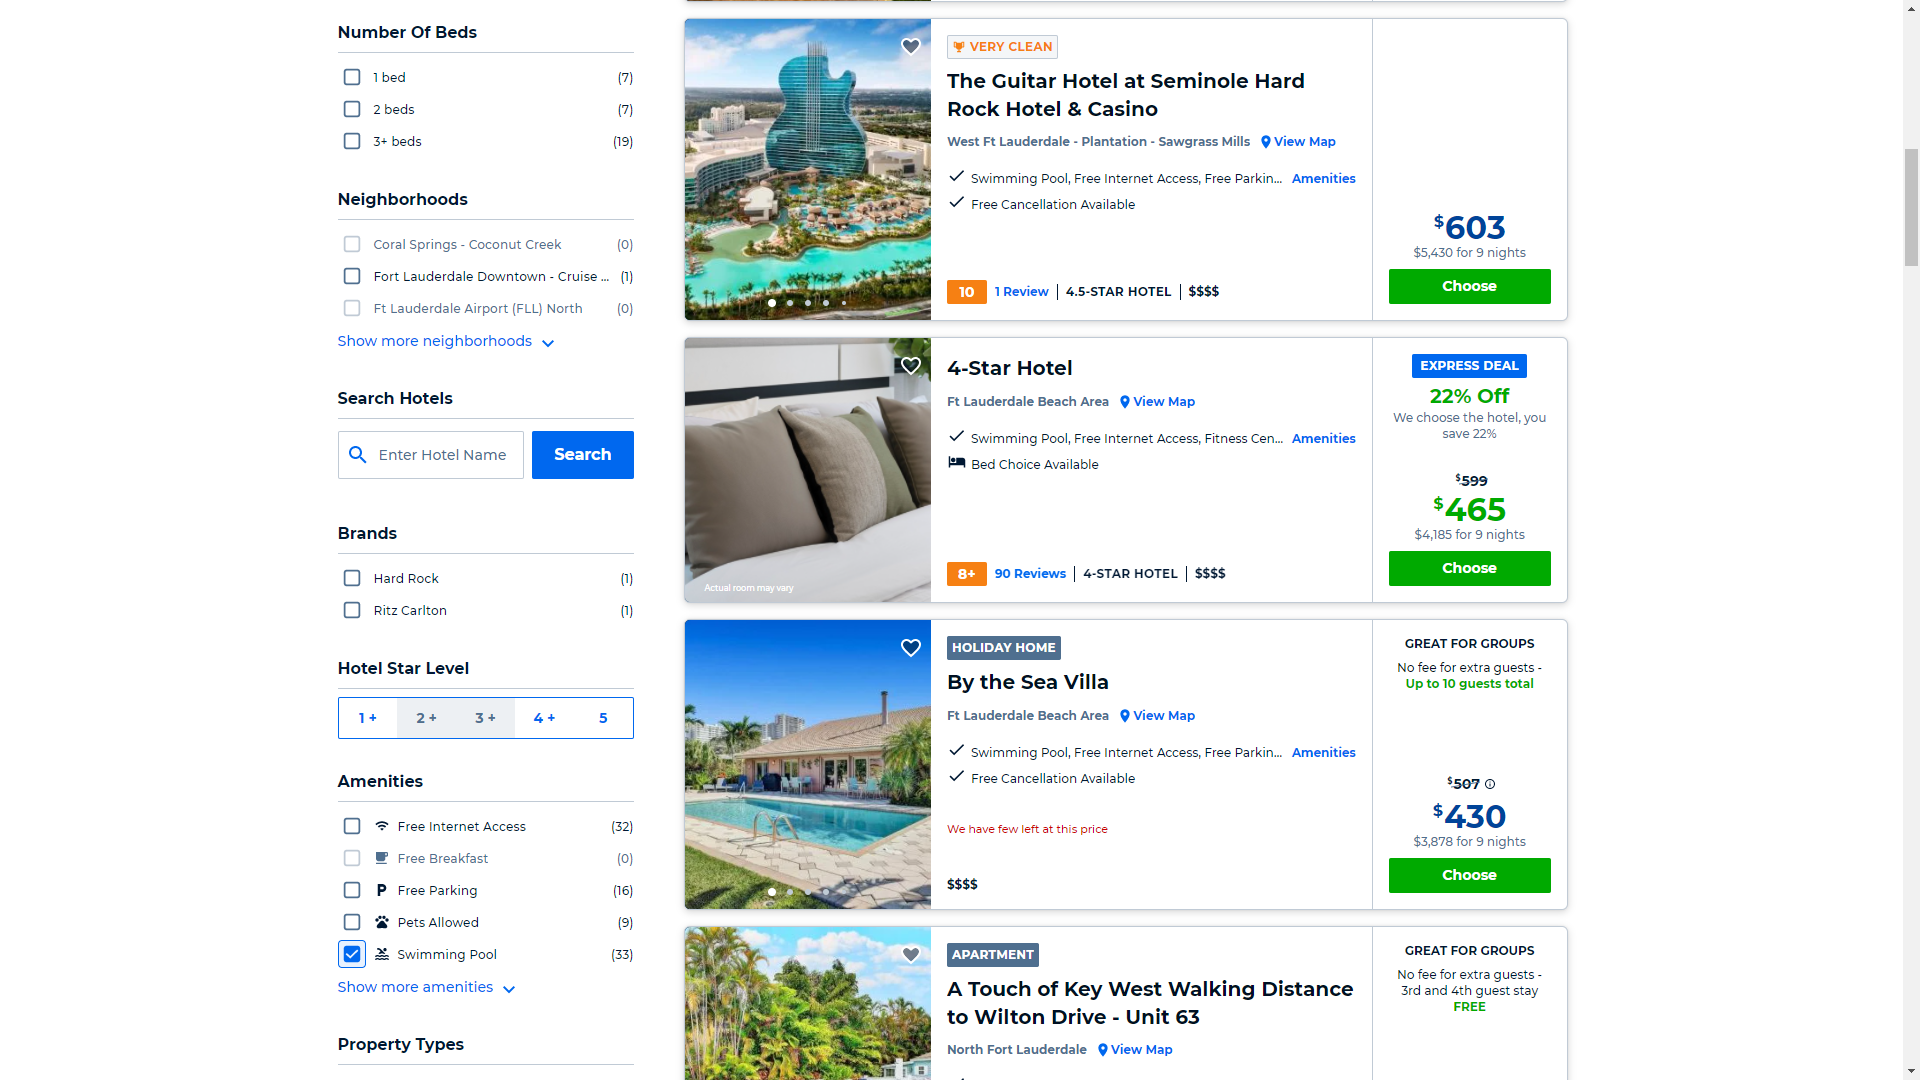 Number Of Beds
1 bed (7)
2 beds (7)
3+ beds (19)
Neighborhoods
Coral Springs - Coconut Creek (0)
Fort Lauderdale Downtown - Cruise ... (1)
Ft Lauderdale Airport (FLL) North (0)
Show more neighborhoods
Search Hotels
Enter Hotel Name
Search
Brands
Hard Rock (1)
Ritz Carlton (1)
Hotel Star Level
1 + 2 + 3 + 4 + 5
Amenities
Free Internet Access (32)
Free Breakfast (0)
Free Parking (16)
Pets Allowed (9)
Swimming Pool (33)
Show more amenities
Property Types
VERY CLEAN
The Guitar Hotel at Seminole Hard
Rock Hotel & Casino
West Ft Lauderdale - Plantation - Sawgrass Mills View Map
Swimming Pool, Free Internet Access, Free Parkin... Amenities
Free Cancellation Available
10 1 Review 4.5-STAR HOTEL $$$$
$603
$5,430 for 9 nights
Choose
4-Star Hotel
Ft Lauderdale Beach Area View Map
Swimming Pool, Free Internet Access, Fitness Cen... Amenities
Bed Choice Available
Actual room may vary
8+ 90 Reviews 4-STAR HOTEL $$$$
EXPRESS DEAL
22% Off
We choose the hotel, you
save 22%
$599
$465
$4,185 for 9 nights
Choose
HOLIDAY HOME
By the Sea Villa
Ft Lauderdale Beach Area View Map
Swimming Pool, Free Internet Access, Free Parkin... Amenities
Free Cancellation Available
We have few left at this price
$$$$
GREAT FOR GROUPS
No fee for extra guests -
Up to 10 guests total
$507
$430
$3,878 for 9 nights
Choose
APARTMENT
A Touch of Key West Walking Distance
to Wilton Drive - Unit 63
North Fort Lauderdale View Map
GREAT FOR GROUPS
No fee for extra guests -
3rd and 4th guest stay
FREE